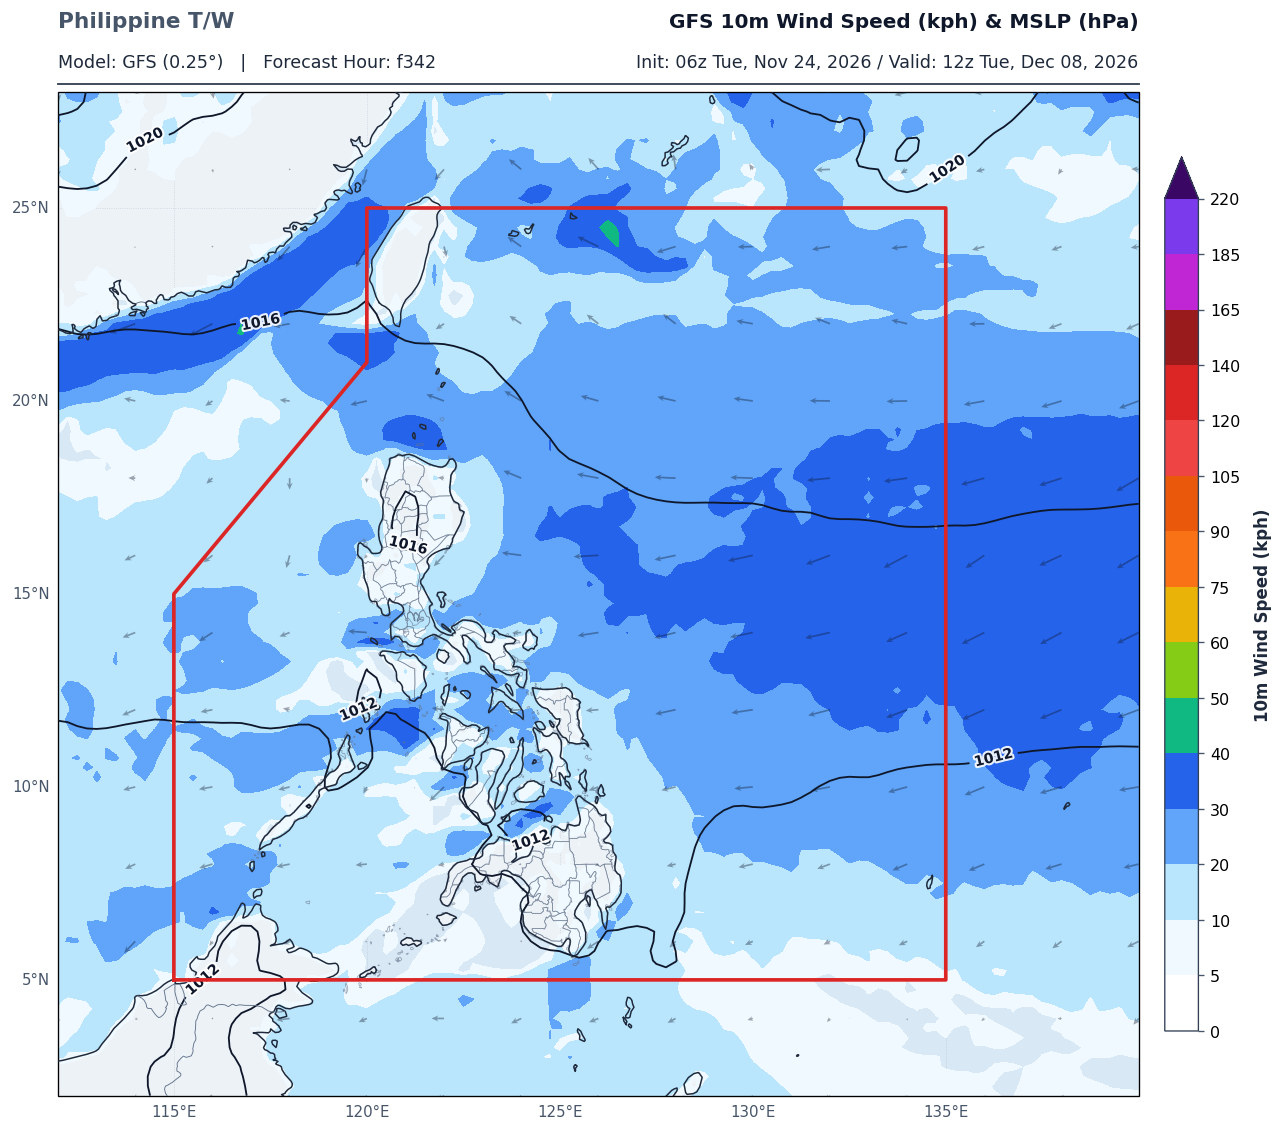 Philippine T/W
GFS 10m Wind Speed (kph) & MSLP (hPa)
Model: GFS (0.25°)   |   Forecast Hour: f342
Init: 06z Tue, Nov 24, 2026 / Valid: 12z Tue, Dec 08, 2026
1020
1020
1016
1016
1012
1012
1012
1012
25°N
20°N
15°N
10°N
5°N
115°E
120°E
125°E
130°E
135°E
220
185
165
140
120
105
90
75
60
50
40
30
20
10
5
0
10m Wind Speed (kph)